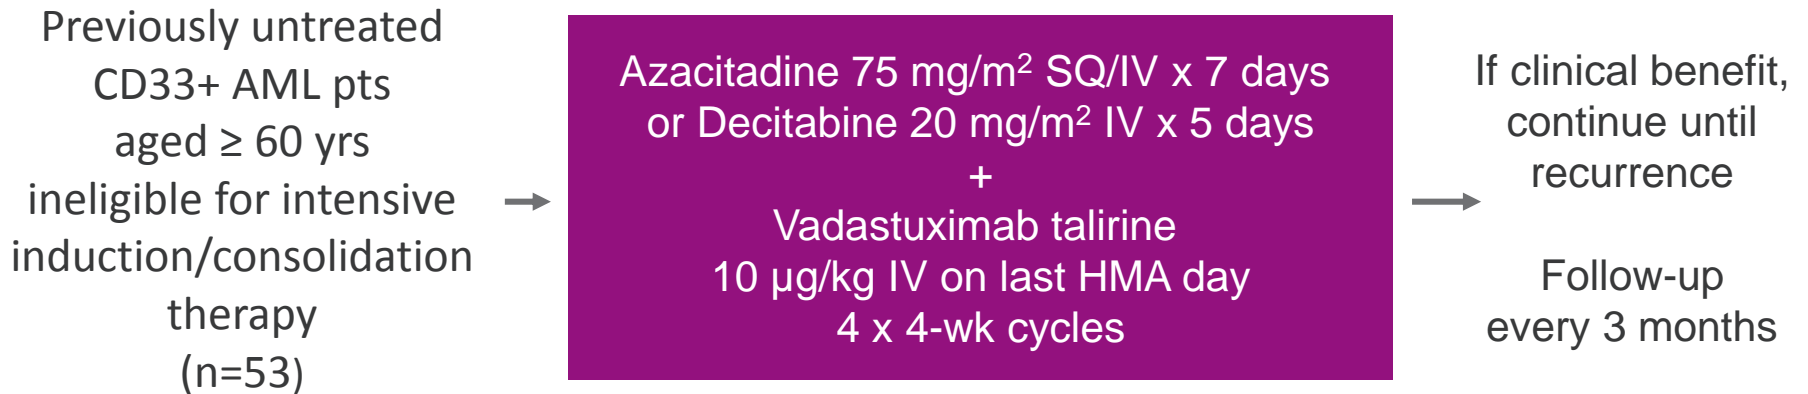 Previously untreated
CD33+ AML pts
aged ≥ 60 yrs
ineligible for intensive
induction/consolidation
therapy
(n=53)
Azacitadine 75 mg/m² SQ/IV x 7 days
or Decitabine 20 mg/m² IV x 5 days
+
Vadastuximab talirine
10 µg/kg IV on last HMA day
4 x 4-wk cycles
If clinical benefit,
continue until
recurrence
Follow-up
every 3 months